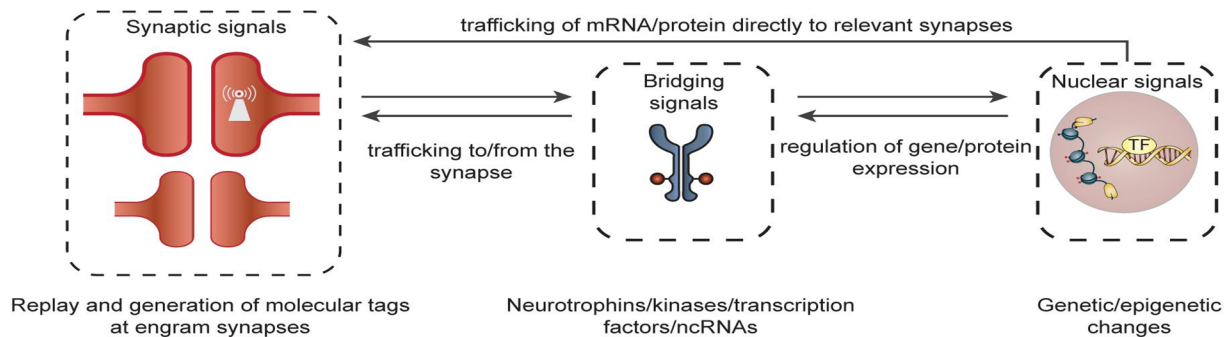 Synaptic signals
trafficking of mRNA/protein directly to relevant synapses
Bridging
signals
Nuclear signals
TF
trafficking to/from the
synapse
regulation of gene/protein
expression
Replay and generation of molecular tags
at engram synapses
Neurotrophins/kinases/transcription
factors/ncRNAs
Genetic/epigenetic
changes